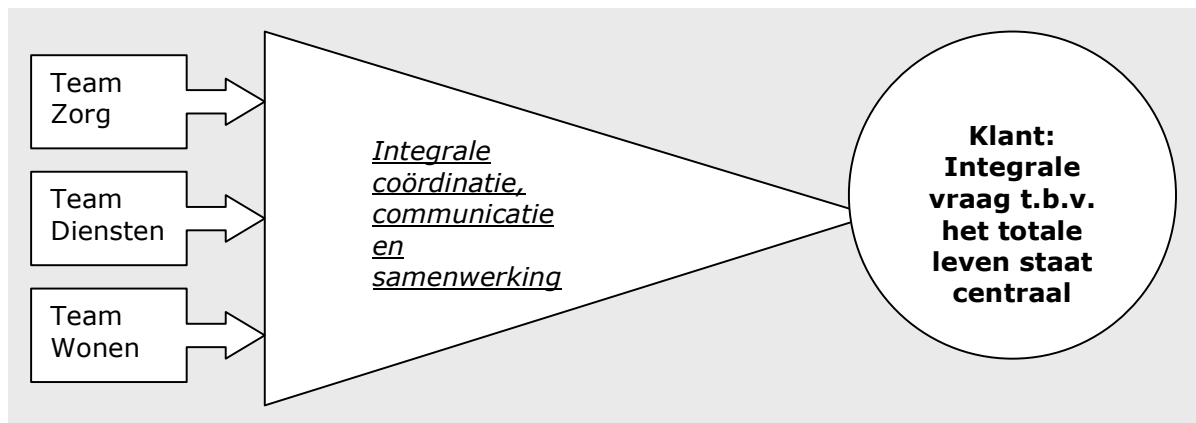 Team
Zorg
Team
Diensten
Team
Wonen
Integrale
coördinatie,
communicatie
en
samenwerking
Klant:
Integrale
vraag t.b.v.
het totale
leven staat
centraal